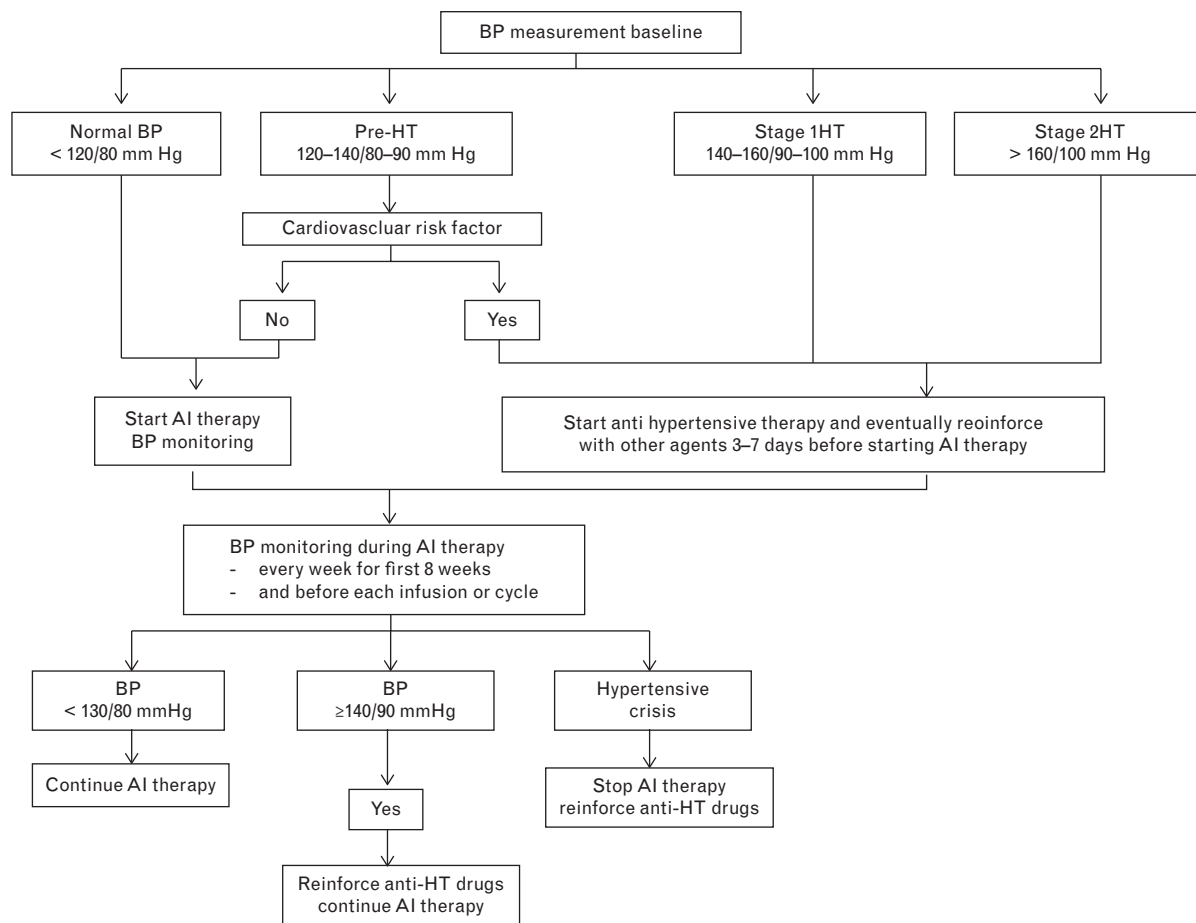 BP measurement baseline
Normal BP
< 120/80 mm Hg
Pre-HT
120–140/80–90 mm Hg
Stage 1HT
140–160/90–100 mm Hg
Stage 2HT
> 160/100 mm Hg
Cardiovascluar risk factor
No
Yes
Start AI therapy
BP monitoring
Start anti hypertensive therapy and eventually reoinforce
with other agents 3–7 days before starting AI therapy
BP monitoring during AI therapy
- every week for first 8 weeks
- and before each infusion or cycle
BP
< 130/80 mmHg
BP
≥140/90 mmHg
Hypertensive
crisis
Continue AI therapy
Yes
Stop AI therapy
reinforce anti-HT drugs
Reinforce anti-HT drugs
continue AI therapy